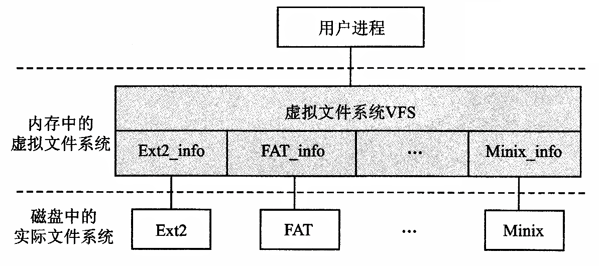 用户进程
虚拟文件系统VFS
内存中的
虚拟文件系统
Ext2_info
FAT_info
...
Minix_info
磁盘中的
实际文件系统
Ext2
FAT
...
Minix